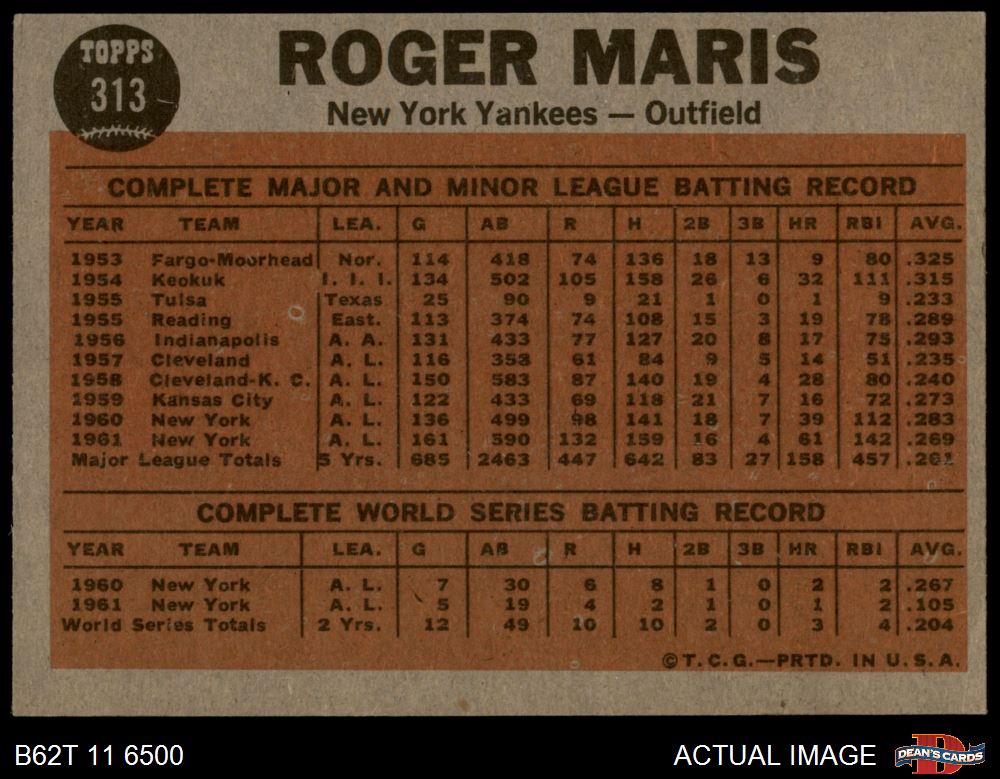 TOPPS
313
ROGER MARIS
New York Yankees — Outfield
COMPLETE MAJOR AND MINOR LEAGUE BATTING RECORD
YEAR TEAM LEA. G AB R H 2B 3B HR RBI AVG.
1953 Fargo-Moorhead Nor. 114 418 74 136 18 13 9 80 .325
1954 Keokuk I. I. I. 134 502 105 158 26 6 32 111 .315
1955 Tulsa Texas 25 90 9 21 1 0 1 9 .233
1955 Reading East. 113 374 74 108 15 3 19 78 .289
1956 Indianapolis A. A. 131 433 77 127 20 8 17 75 .293
1957 Cleveland A. L. 116 358 61 84 9 5 14 51 .235
1958 Cleveland-K. C. A. L. 150 583 87 140 19 4 28 80 .240
1959 Kansas City A. L. 122 433 69 118 21 7 16 72 .273
1960 New York A. L. 136 499 98 141 18 7 39 112 .283
1961 New York A. L. 161 590 132 159 16 4 61 142 .269
Major League Totals 5 Yrs. 685 2463 447 642 83 27 158 457 .261
COMPLETE WORLD SERIES BATTING RECORD
YEAR TEAM LEA. G AB R H 2B 3B HR RBI AVG.
1960 New York A. L. 7 30 6 8 1 0 2 2 .267
1961 New York A. L. 5 19 4 2 1 0 1 2 .105
World Series Totals 2 Yrs. 12 49 10 10 2 0 3 4 .204
©T.C.G.—PRTD. IN U.S.A.
B62T 11 6500
ACTUAL IMAGE
DEAN'S CARDS